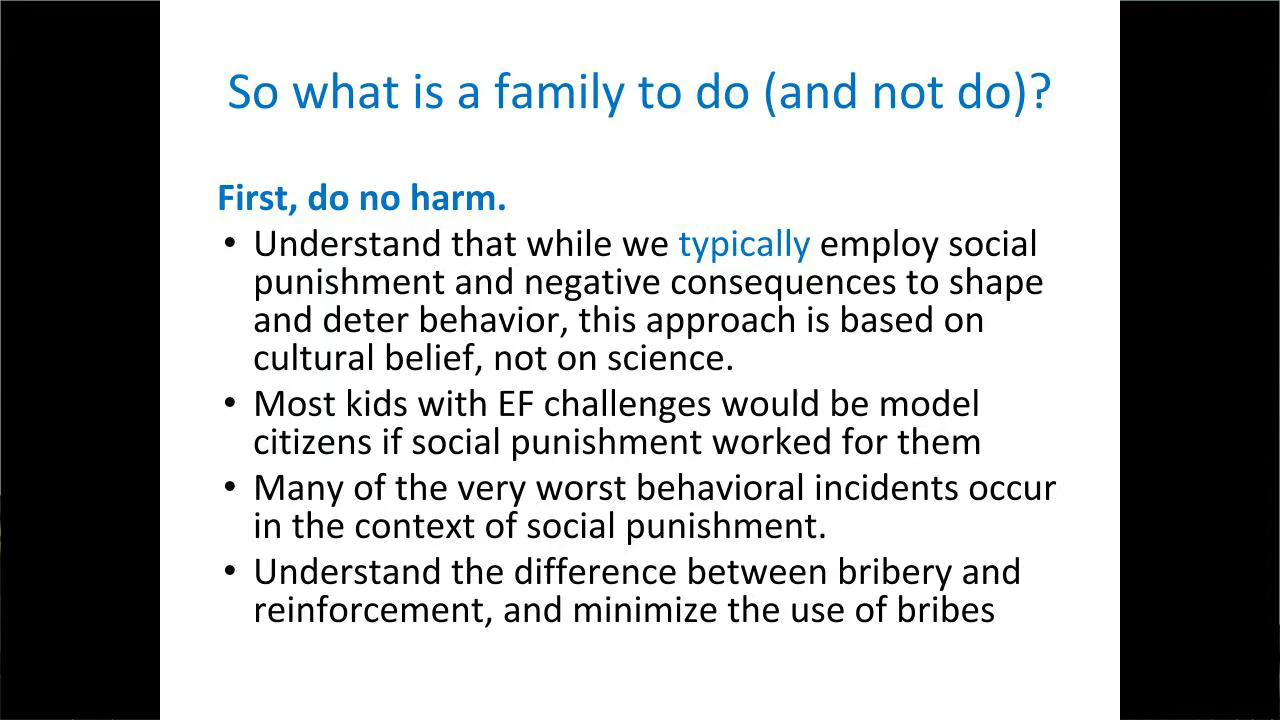 So what is a family to do (and not do)?
First, do no harm.
• Understand that while we typically employ social
punishment and negative consequences to shape
and deter behavior, this approach is based on
cultural belief, not on science.
• Most kids with EF challenges would be model
citizens if social punishment worked for them
• Many of the very worst behavioral incidents occur
in the context of social punishment.
• Understand the difference between bribery and
reinforcement, and minimize the use of bribes